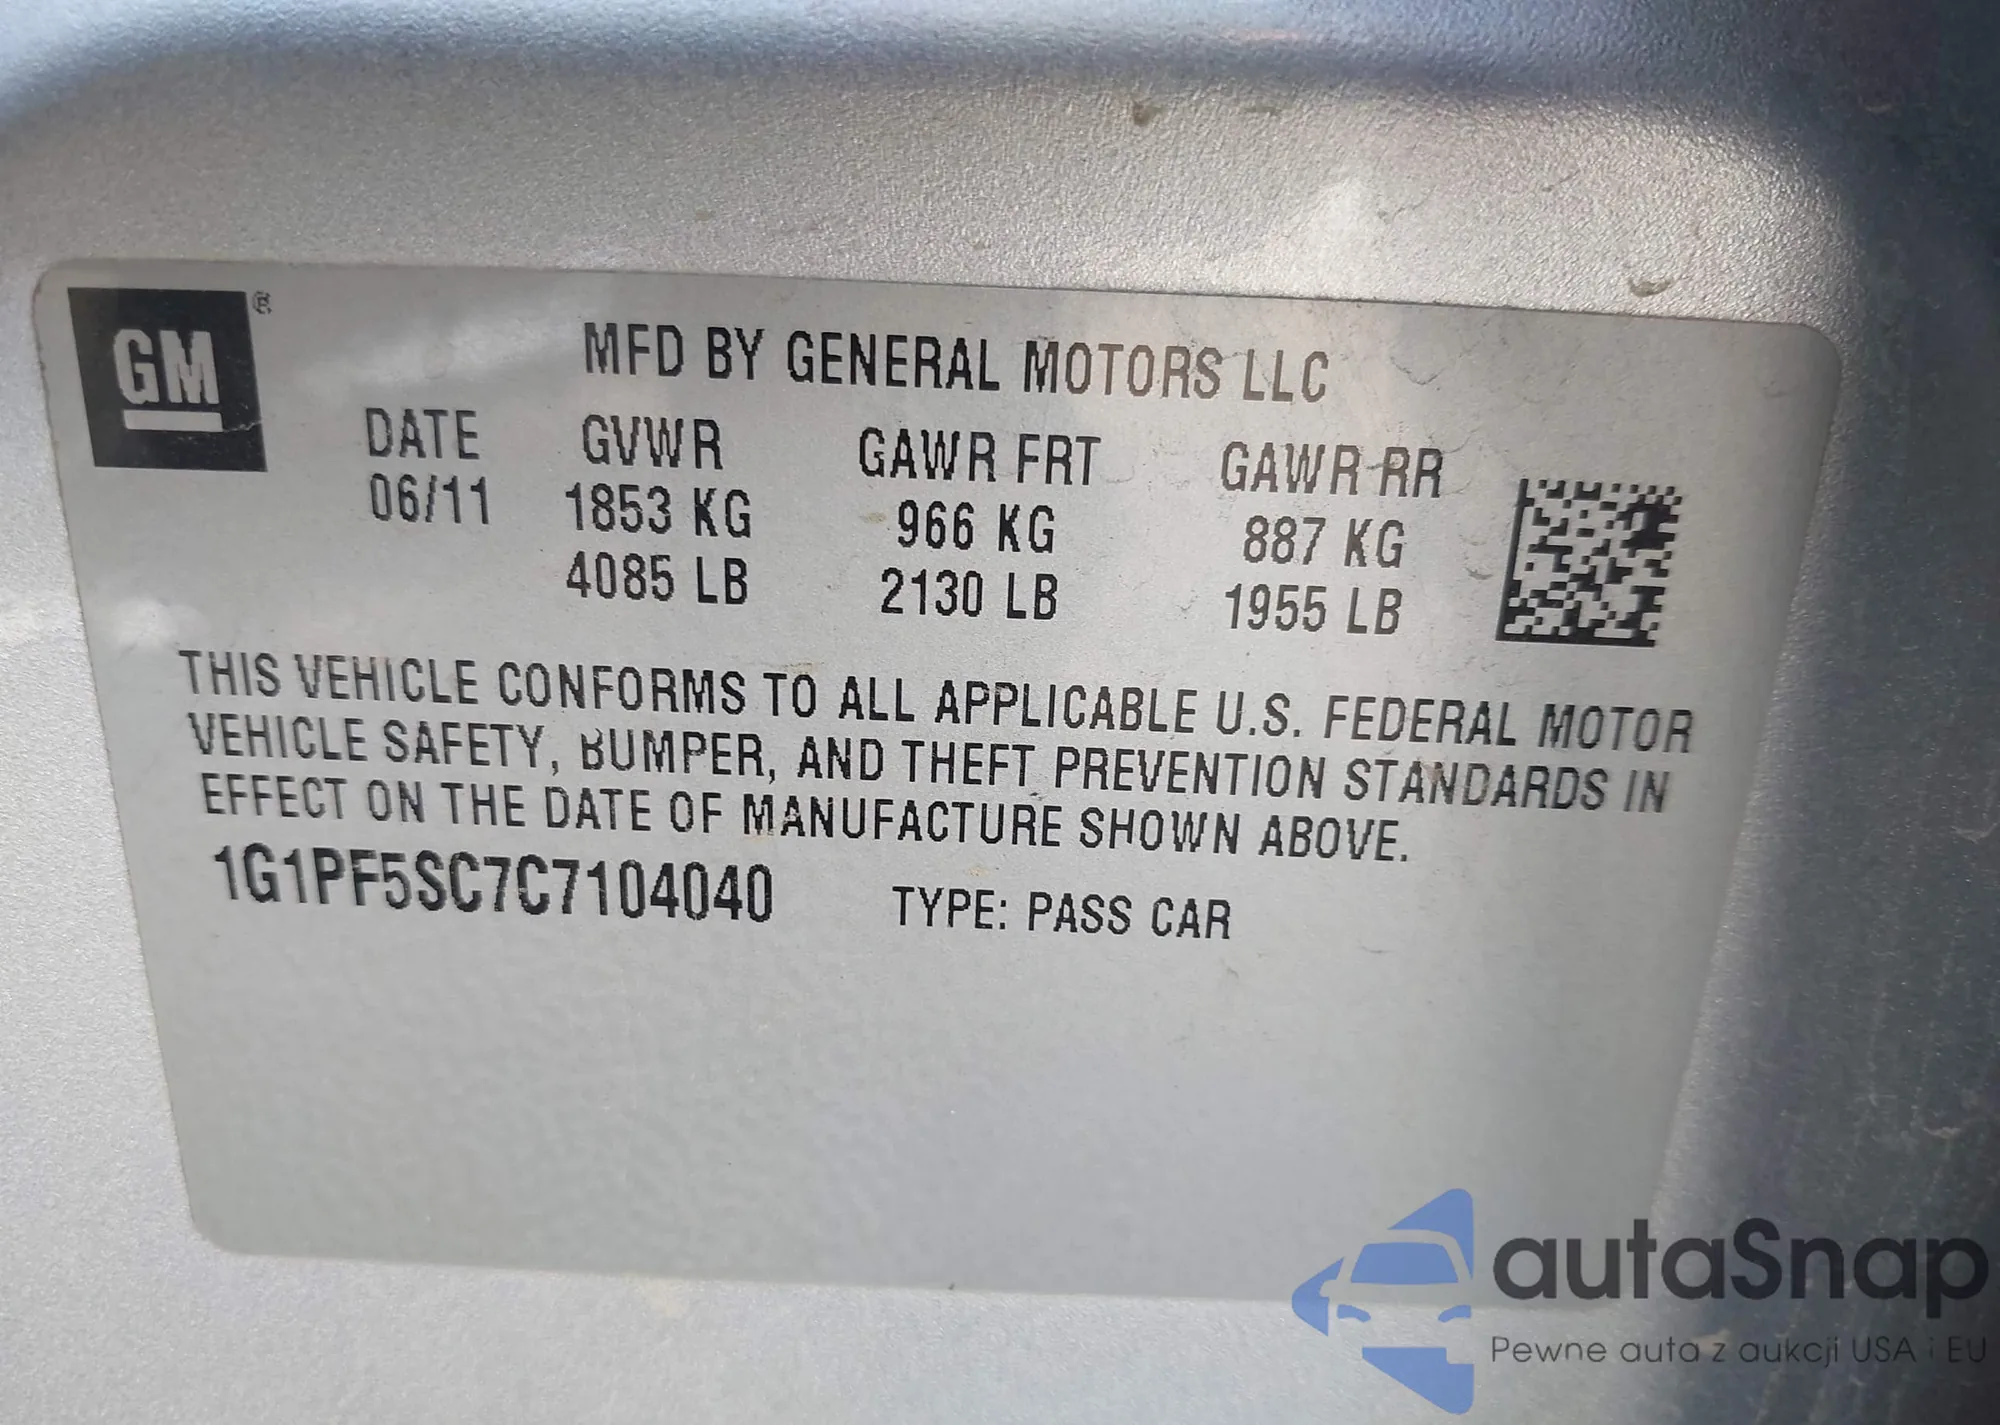 GM ®
MFD BY GENERAL MOTORS LLC
DATE GVWR GAWR FRT GAWR RR
06/11 1853 KG 966 KG 887 KG
4085 LB 2130 LB 1955 LB
THIS VEHICLE CONFORMS TO ALL APPLICABLE U.S. FEDERAL MOTOR
VEHICLE SAFETY, BUMPER, AND THEFT PREVENTION STANDARDS IN
EFFECT ON THE DATE OF MANUFACTURE SHOWN ABOVE.
1G1PF5SC7C7104040 TYPE: PASS CAR
autaSnap
Pewne auta z aukcji USA i EU